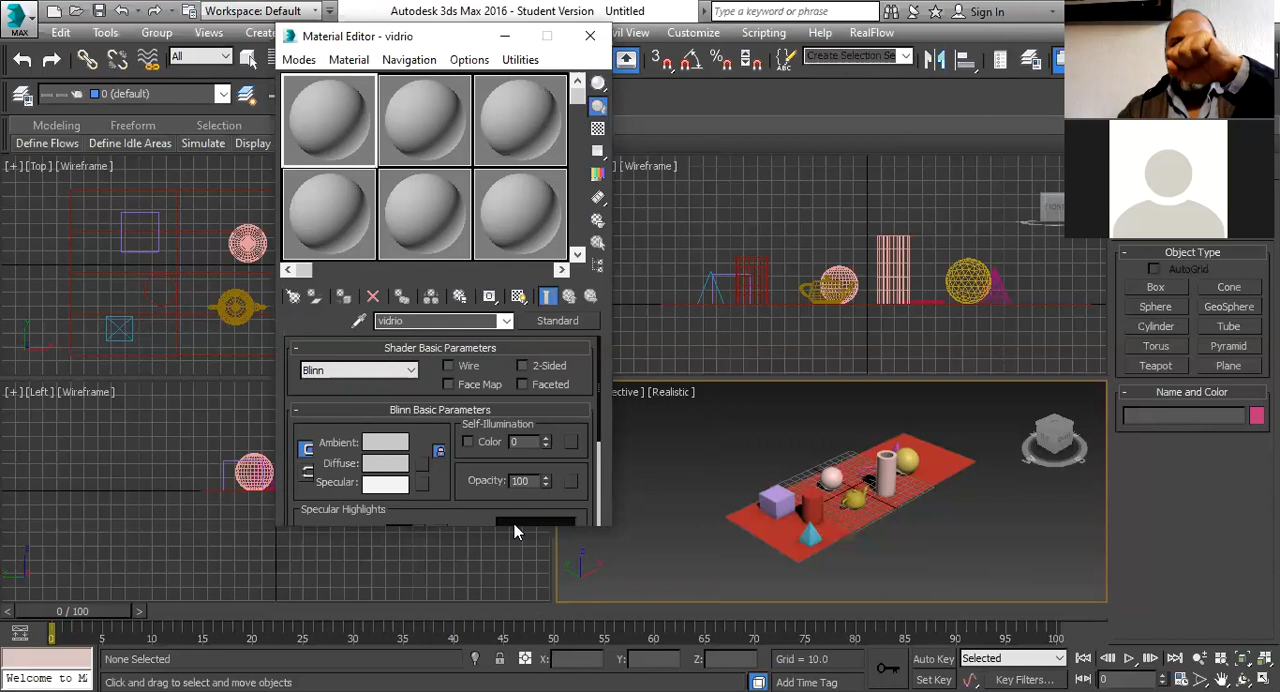 MAX
Workspace: Default
Autodesk 3ds Max 2016 - Student Version Untitled
Type a keyword or phrase
Sign In
Edit Tools Group Views Create
Civil View Customize Scripting Help RealFlow
All
Create Selection Se
0 (default)
Modeling Freeform Selection
Define Flows Define Idle Areas Simulate Display
Material Editor - vidrio
Modes Material Navigation Options Utilities
vidrio
Standard
- Shader Basic Parameters
Blinn
Wire
2-Sided
Face Map
Faceted
- Blinn Basic Parameters
Self-Illumination
Ambient:
Color 0
Diffuse:
Specular:
Opacity: 100
Specular Highlights
[+] [Top] [Wireframe]
[Wireframe]
FRONT
[+] [Left] [Wireframe]
[Realistic]
- Object Type
AutoGrid
Box Cone
Sphere GeoSphere
Cylinder Tube
Torus Pyramid
Teapot Plane
- Name and Color
< 0 / 100 >
0 5 10 15 20 25 30 35 40 45 50 55 60 65 70 75 80 85 90 95 100
None Selected
X: Y: Z:
Grid = 10.0
Auto Key Selected
Welcome to M
Click and drag to select and move objects
Add Time Tag
Set Key Key Filters...
0